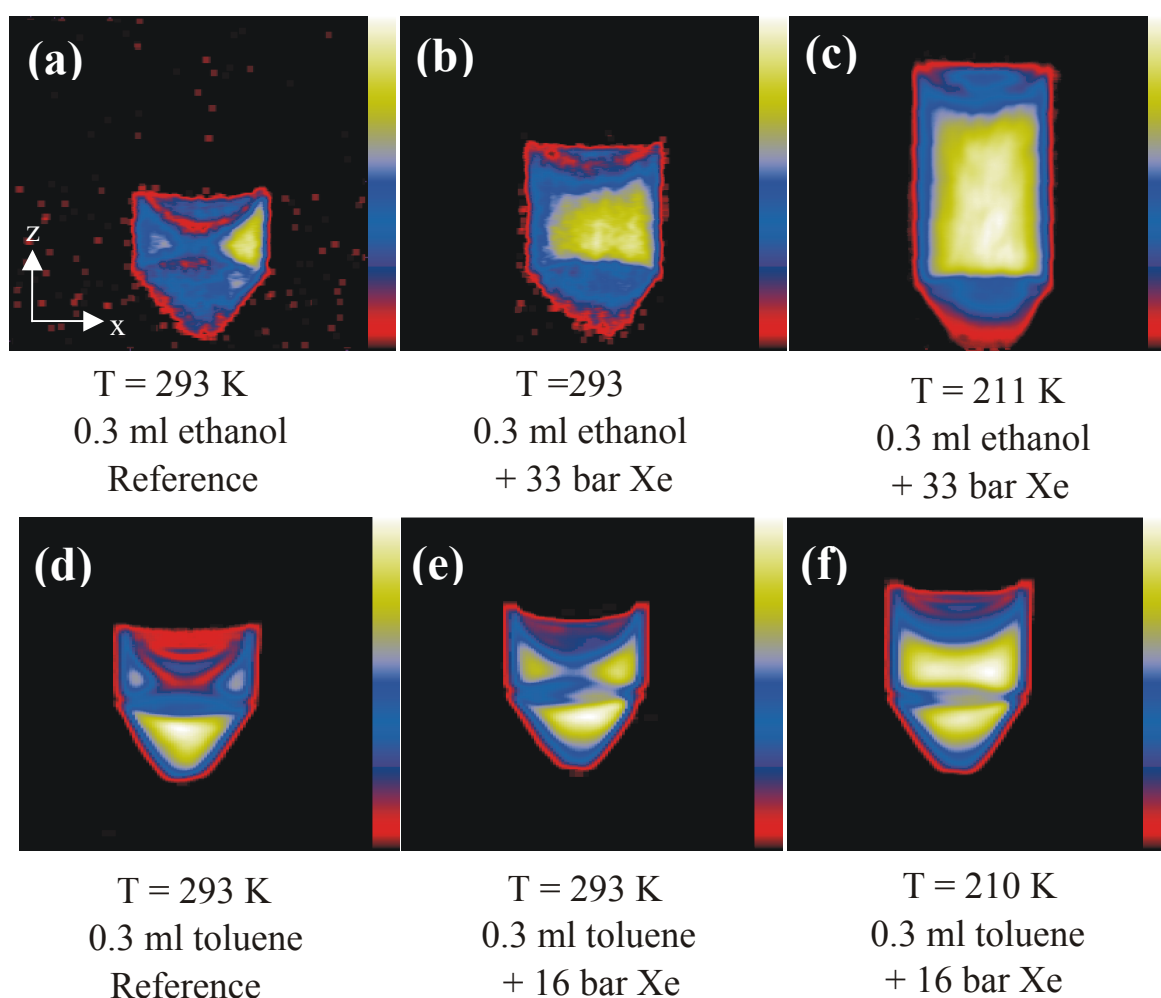 (a)
z
x
T = 293 K
0.3 ml ethanol
Reference
(b)
T =293
0.3 ml ethanol
+ 33 bar Xe
(c)
T = 211 K
0.3 ml ethanol
+ 33 bar Xe
(d)
T = 293 K
0.3 ml toluene
Reference
(e)
T = 293 K
0.3 ml toluene
+ 16 bar Xe
(f)
T = 210 K
0.3 ml toluene
+ 16 bar Xe